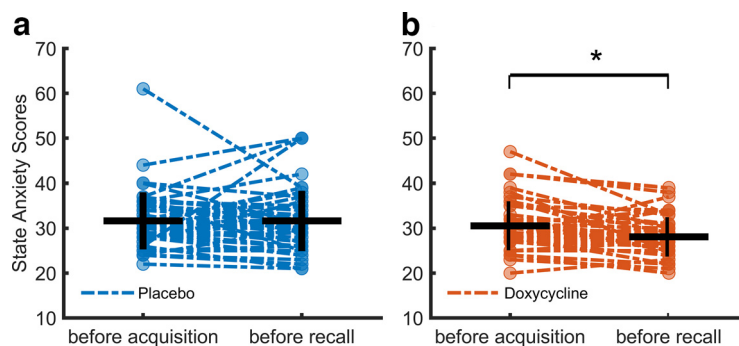 a
State Anxiety Scores
70
60
50
40
30
20
10
Placebo
before acquisition
before recall
b
*
70
60
50
40
30
20
10
Doxycycline
before acquisition
before recall